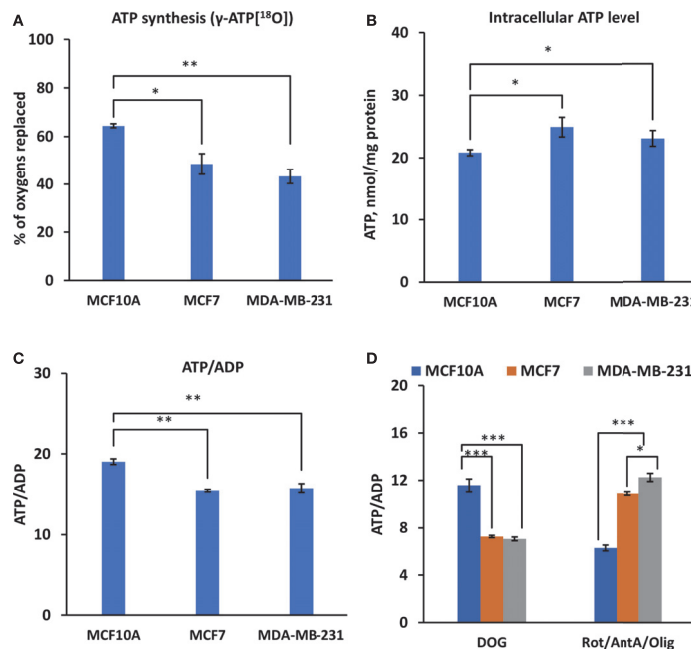 A
ATP synthesis (γ-ATP[¹⁸O])
% of oxygens replaced
100
80
60
40
20
0
**
*
MCF10A MCF7 MDA-MB-231
B
Intracellular ATP level
ATP, nmol/mg protein
40
30
20
10
0
*
*
MCF10A MCF7 MDA-MB-231
C
ATP/ADP
ATP/ADP
30
20
10
0
**
**
MCF10A MCF7 MDA-MB-231
D
MCF10A MCF7 MDA-MB-231
ATP/ADP
20
16
12
8
4
0
***
***
***
*
DOG Rot/AntA/Olig